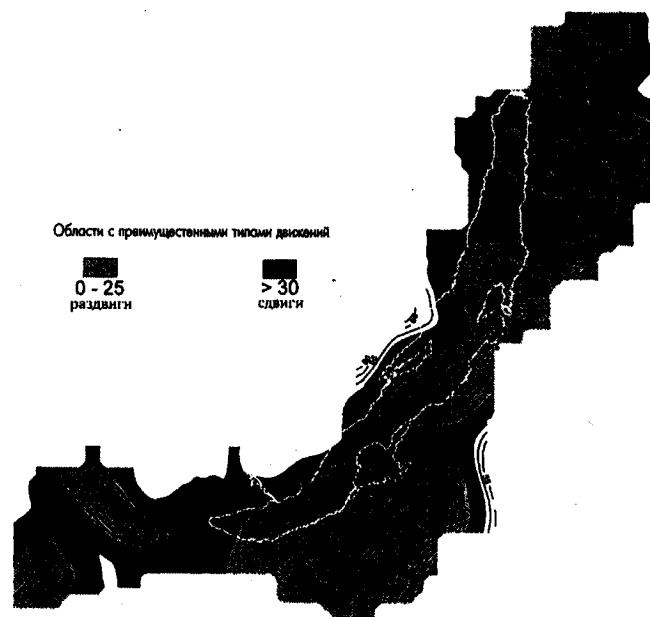 Области с преимущественными типами движений
0 - 25 > 30
раздвиги сдвиги